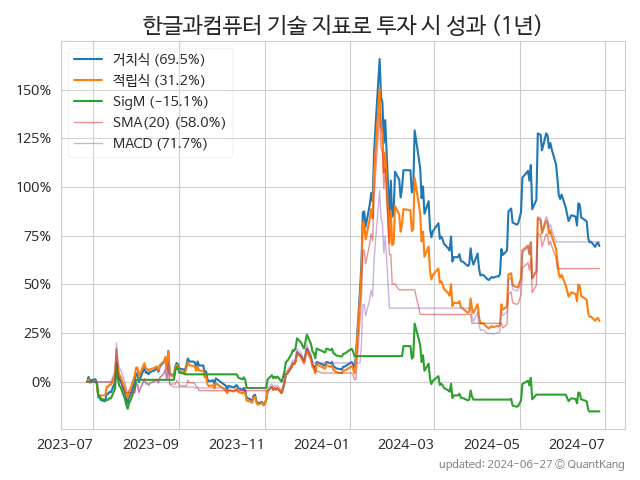 한글과컴퓨터 기술 지표로 투자 시 성과 (1년)
거치식 (69.5%)
적립식 (31.2%)
SigM (-15.1%)
SMA(20) (58.0%)
MACD (71.7%)
150%
125%
100%
75%
50%
25%
0%
2023-07 2023-09 2023-11 2024-01 2024-03 2024-05 2024-07
updated: 2024-06-27 © QuantKang